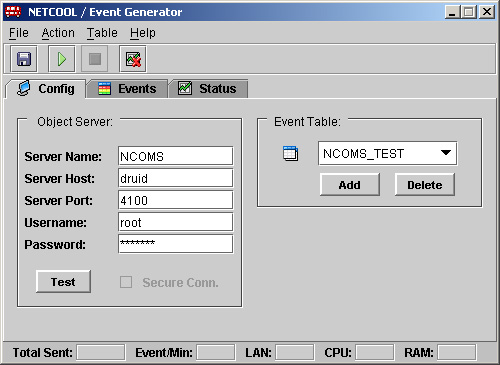 NETCOOL / Event Generator
File Action Table Help
Config Events Status
Object Server:
Server Name: NCOMS
Server Host: druid
Server Port: 4100
Username: root
Password: *******
Test Secure Conn.
Event Table:
NCOMS_TEST
Add Delete
Total Sent: Event/Min: LAN: CPU: RAM: